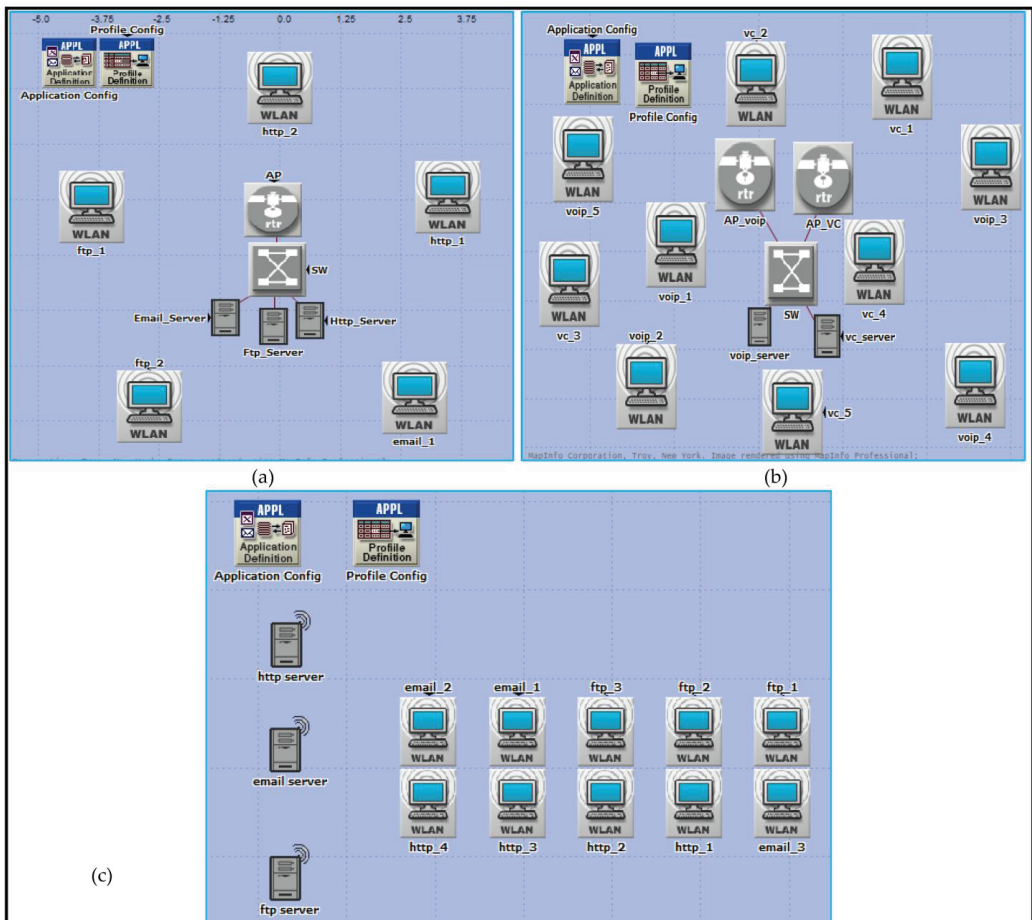 -5.0 -3.75 -2.5 -1.25 0.0 1.25 2.5 3.75
Profile Config
APPL APPL
Application Definition
Profile Definition
Application Config
WLAN
http_2
WLAN
ftp_1
AP
rtr
WLAN
http_1
SW
Email_Server
Ftp_Server
Http_Server
ftp_2
WLAN
WLAN
email_1
(a)
Application Config
APPL
Application
Definition
APPL
Profile
Definition
Profile Config
vc_2
WLAN
WLAN
vc_1
WLAN
voip_5
rtr
AP_voip
rtr
AP_VC
WLAN
voip_3
WLAN
voip_1
WLAN
vc_3
SW
WLAN
vc_4
voip_server
vc_server
voip_2
WLAN
WLAN
vc_5
WLAN
voip_4
MapInfo Corporation, Troy, New York. Image rendered using MapInfo Professional;
(b)
APPL
Application
Definition
Application Config
APPL
Profiile
Definition
Profile Config
http server
email server
ftp server
email_2 email_1 ftp_3 ftp_2 ftp_1
WLAN WLAN WLAN WLAN WLAN
WLAN WLAN WLAN WLAN WLAN
http_4 http_3 http_2 http_1 email_3
(c)